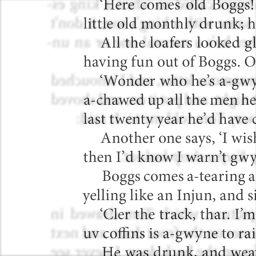 'Here comes old Boggs!
little old monthly drunk; h
All the loafers looked gl
having fun out of Boggs. O
'Wonder who he's a-gwy
a-chawed up all the men he
last twenty year he'd have c
Another one says, 'I wish
then I'd know I warn't gwy
Boggs comes a-tearing a
yelling like an Injun, and si
'Cler the track, thar. I'm
uv coffins is a-gwyne to rai
He was drunk, and wea